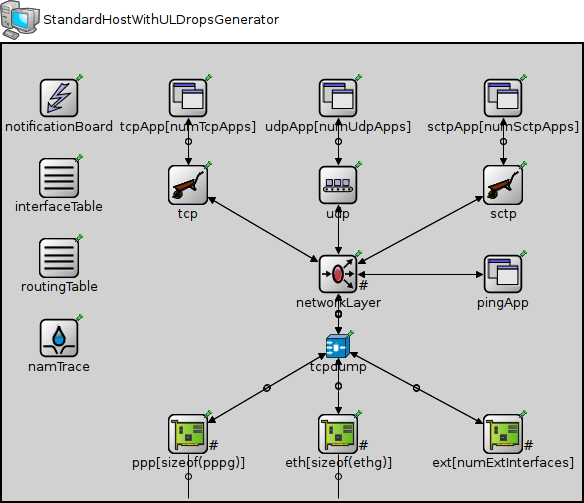 StandardHostWithULDropsGenerator
notificationBoard
tcpApp[numTcpApps]
udpApp[numUdpApps]
sctpApp[numSctpApps]
interfaceTable
tcp
udp
sctp
routingTable
#
networkLayer
pingApp
namTrace
tcpdump
#
#
#
ppp[sizeof(pppg)]
eth[sizeof(ethg)]
ext[numExtInterfaces]